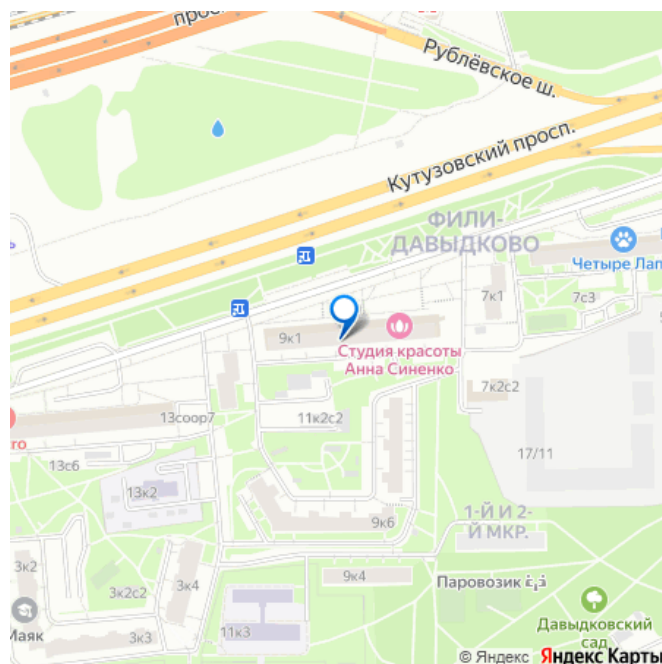 просп
Рублёвское ш.
Кутузовский просп.
ФИЛИ-
ДАВЫДКОВО
Четыре Лап
7к1
7с3
9к1
Студия красоты
Анна Синенко
7к2с2
13соор7
11к2с2
го
17/11
13с6
13к2
1-Й И 2-
Й МКР.
9к6
3к2
9к4
Паровозик
3к2с2
3к4
Давыдковский
сад
Маяк
3к3
11к3
© Яндекс Яндекс Карты